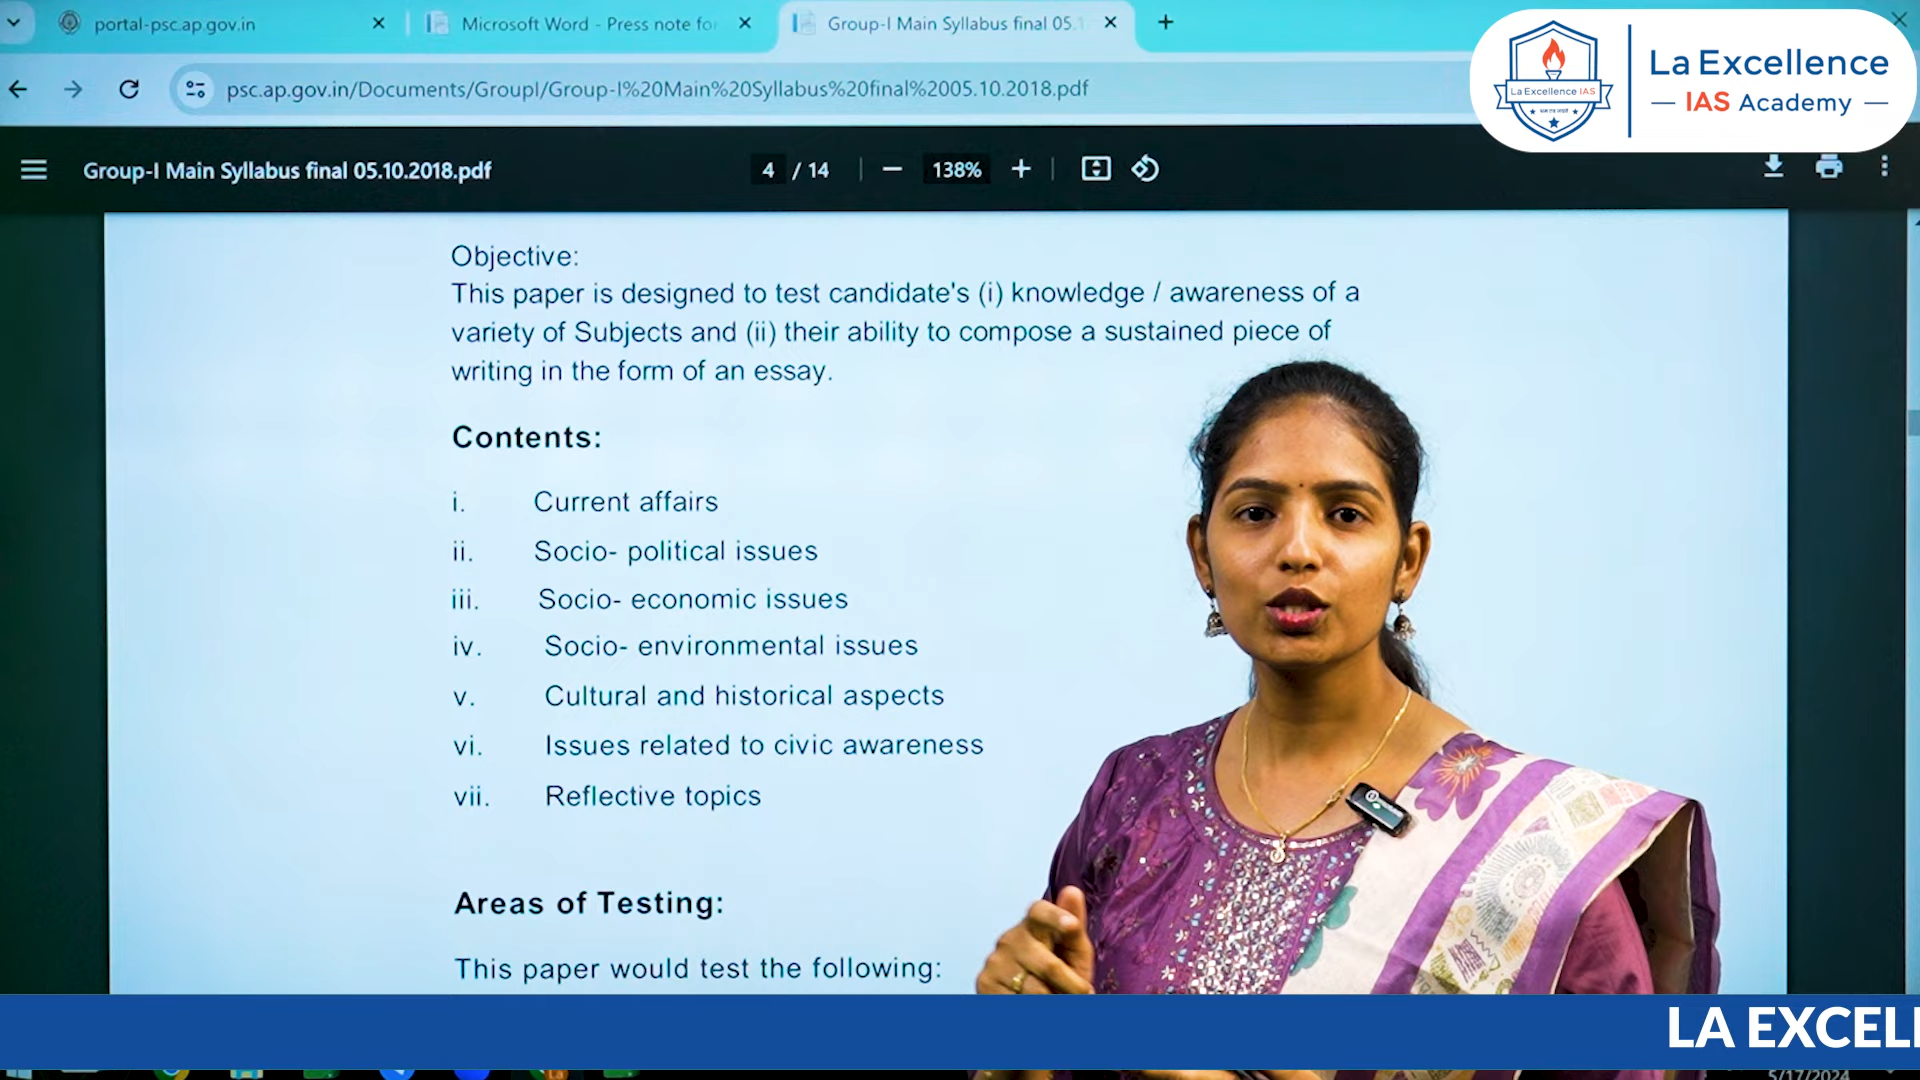 portal-psc.ap.gov.in
Microsoft Word - Press note for
Group-I Main Syllabus final 05.1
psc.ap.gov.in/Documents/GroupI/Group-I%20Main%20Syllabus%20final%2005.10.2018.pdf
La Excellence IAS
La Excellence
IAS Academy
Group-I Main Syllabus final 05.10.2018.pdf
4 / 14
138%
Objective:
This paper is designed to test candidate's (i) knowledge / awareness of a
variety of Subjects and (ii) their ability to compose a sustained piece of
writing in the form of an essay.
Contents:
i. Current affairs
ii. Socio- political issues
iii. Socio- economic issues
iv. Socio- environmental issues
v. Cultural and historical aspects
vi. Issues related to civic awareness
vii. Reflective topics
Areas of Testing:
This paper would test the following:
LA EXCEL
5/17/2024